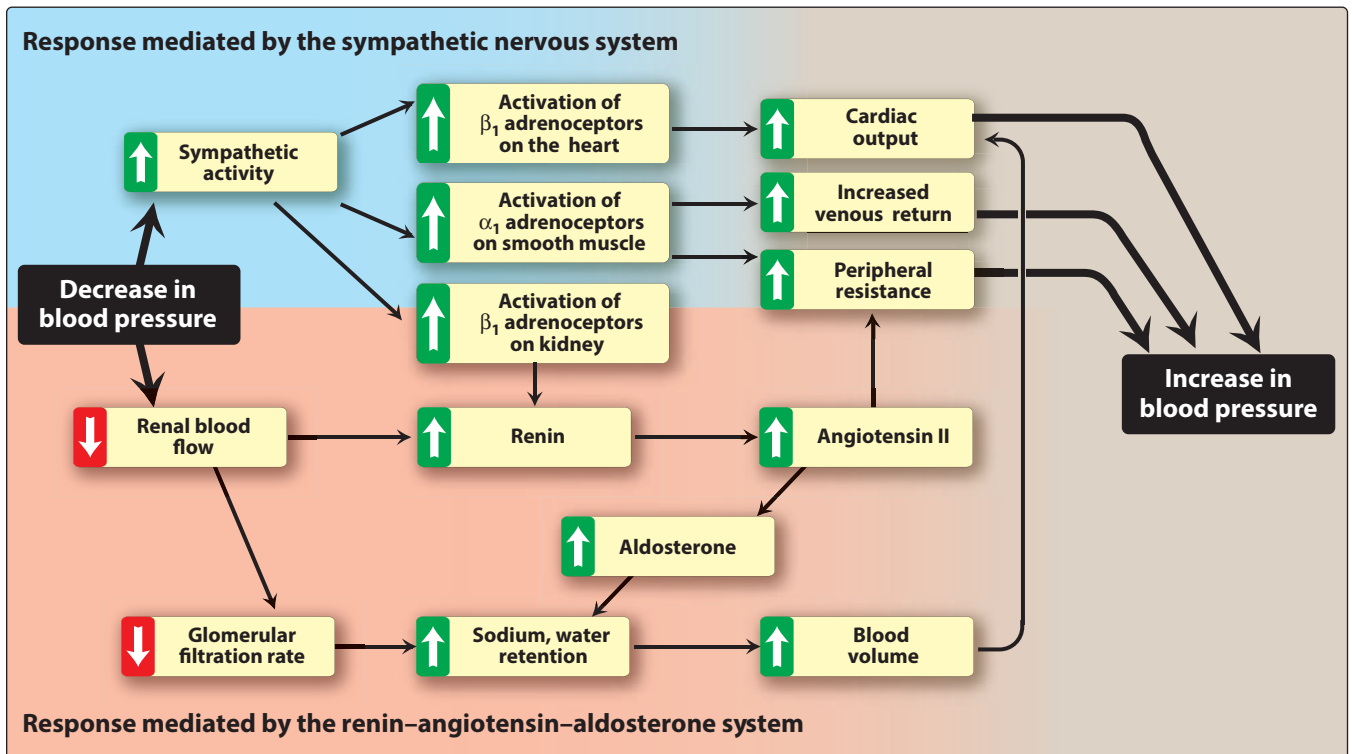 Response mediated by the sympathetic nervous system
Activation of
β1 adrenoceptors
on the heart
Cardiac
output
Sympathetic
activity
Activation of
α1 adrenoceptors
on smooth muscle
Increased
venous return
Peripheral
resistance
Decrease in
blood pressure
Activation of
β1 adrenoceptors
on kidney
Increase in
blood pressure
Renal blood
flow
Renin
Angiotensin II
Aldosterone
Glomerular
filtration rate
Sodium, water
retention
Blood
volume
Response mediated by the renin–angiotensin–aldosterone system